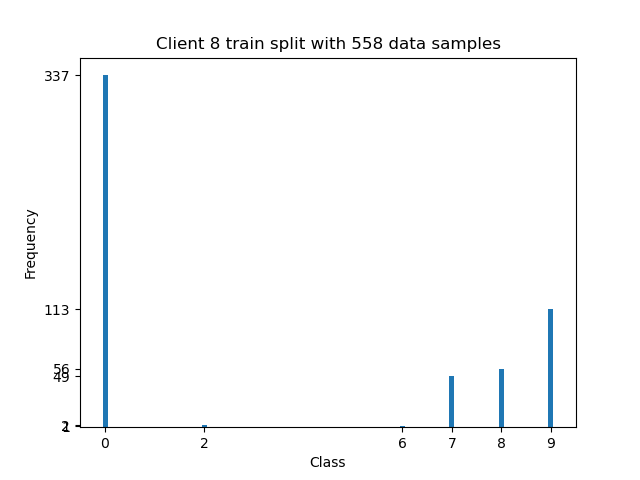 Client 8 train split with 558 data samples
337
113
56
49
2
1
Frequency
0 2 6 7 8 9
Class